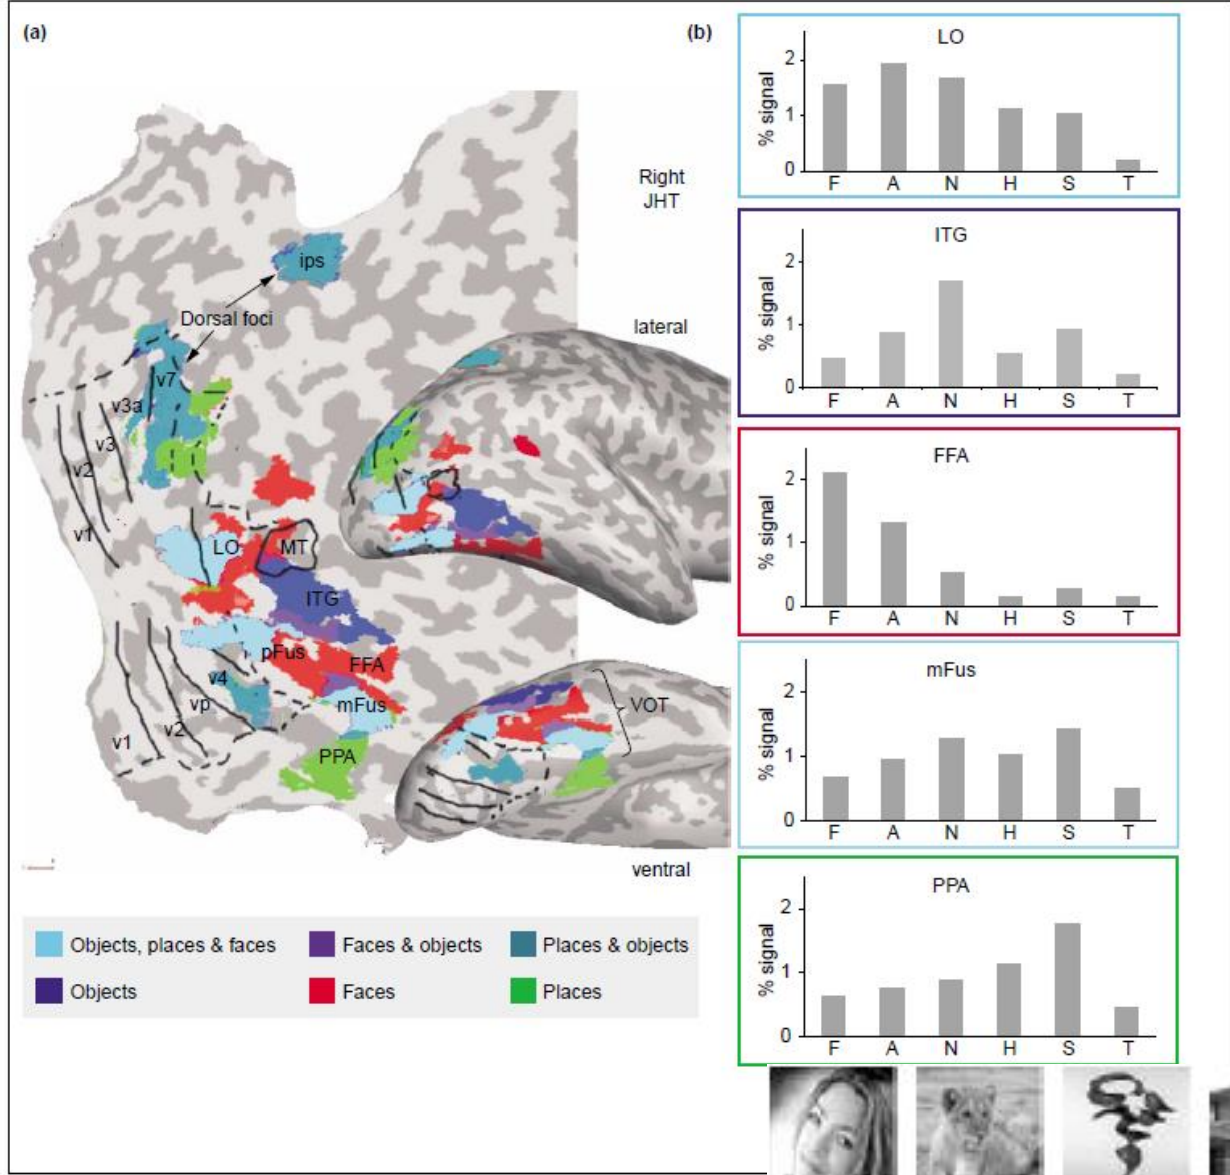 (a)
Right
JHT
ips
Dorsal foci
lateral
v7
v3a
v3
v2
v1
LO
MT
ITG
pFus
FFA
v4
mFus
VOT
vp
v2
v1
PPA
ventral
Objects, places & faces
Faces & objects
Places & objects
Objects
Faces
Places
(b)
LO
% signal
2
1
0
F A N H S T
ITG
% signal
2
1
0
F A N H S T
FFA
% signal
2
1
0
F A N H S T
mFus
% signal
2
1
0
F A N H S T
PPA
% signal
2
1
0
F A N H S T